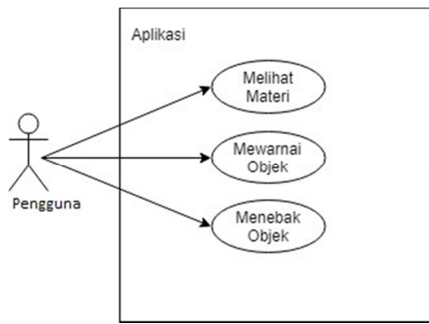 Aplikasi
Melihat
Materi
Mewarnai
Objek
Pengguna
Menebak
Objek